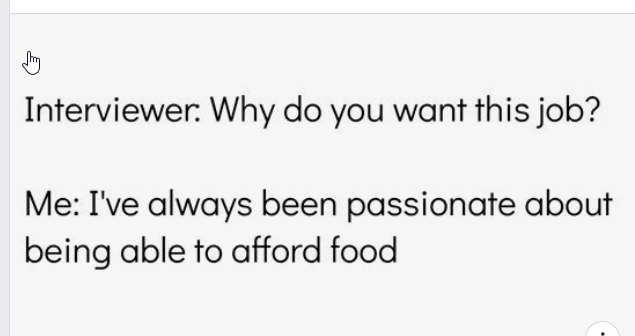 Interviewer: Why do you want this job?
Me: I've always been passionate about
being able to afford food